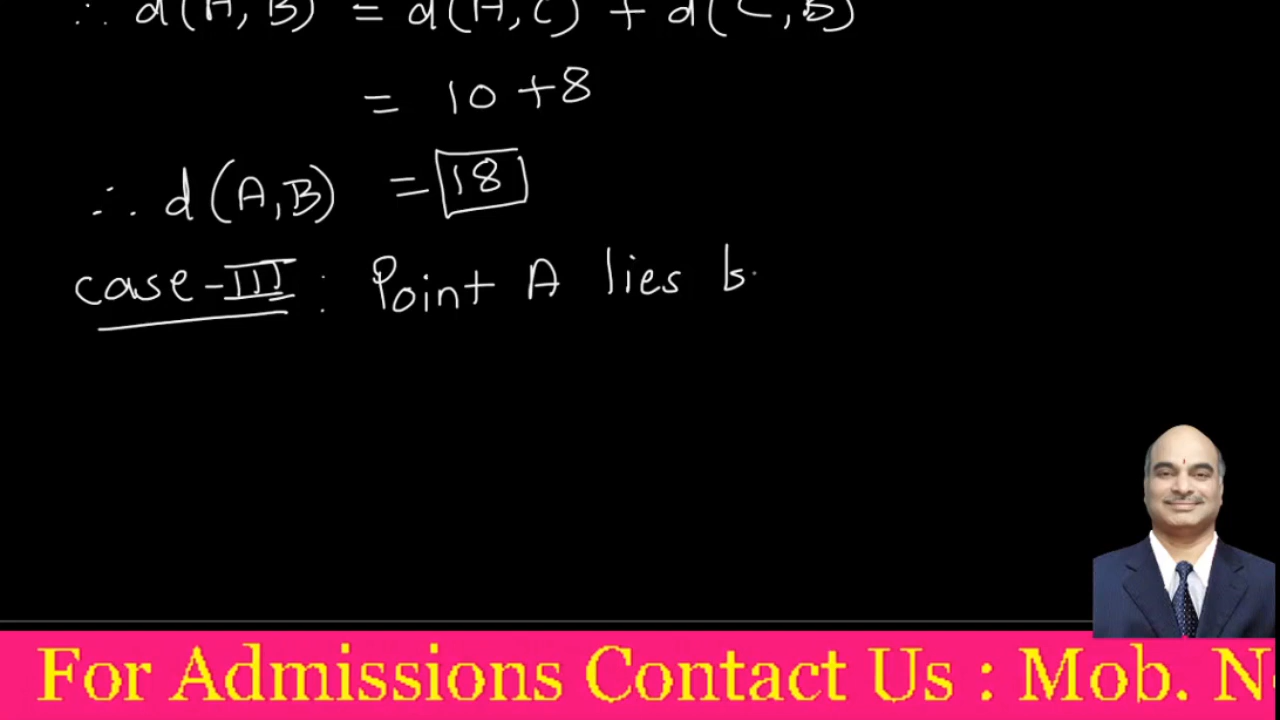 ∴ d(A, B) = d(A, C) + d(C, B)
= 10 + 8
∴ d(A,B) = 18
case-III : Point A lies b
For Admissions Contact Us : Mob. N